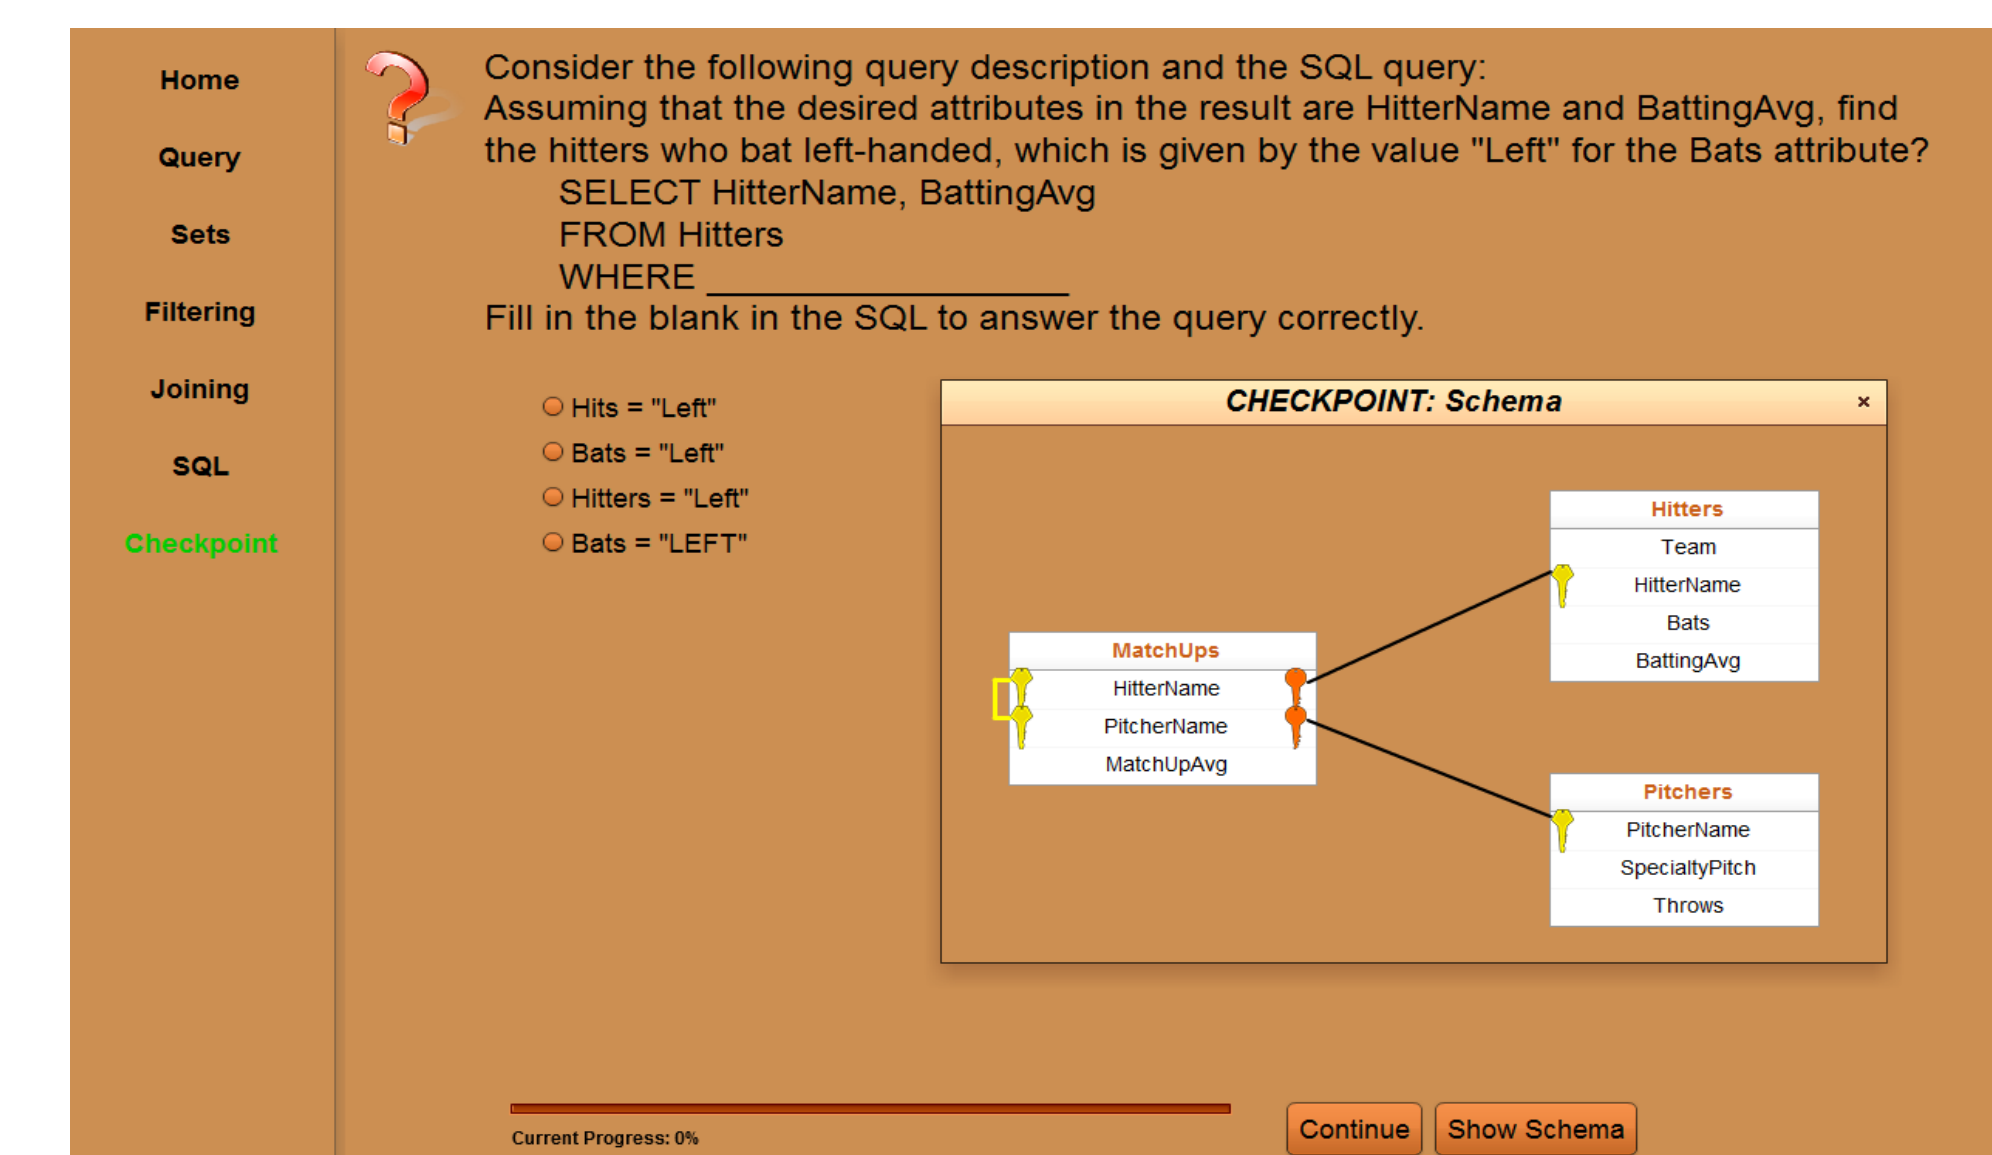 Home
Query
Sets
Filtering
Joining
SQL
Checkpoint
Consider the following query description and the SQL query:
Assuming that the desired attributes in the result are HitterName and BattingAvg, find
the hitters who bat left-handed, which is given by the value "Left" for the Bats attribute?
SELECT HitterName, BattingAvg
FROM Hitters
WHERE ___________________
Fill in the blank in the SQL to answer the query correctly.
Hits = "Left"
Bats = "Left"
Hitters = "Left"
Bats = "LEFT"
CHECKPOINT: Schema ×
MatchUps
HitterName
PitcherName
MatchUpAvg
Hitters
Team
HitterName
Bats
BattingAvg
Pitchers
PitcherName
SpecialtyPitch
Throws
Current Progress: 0%
Continue
Show Schema